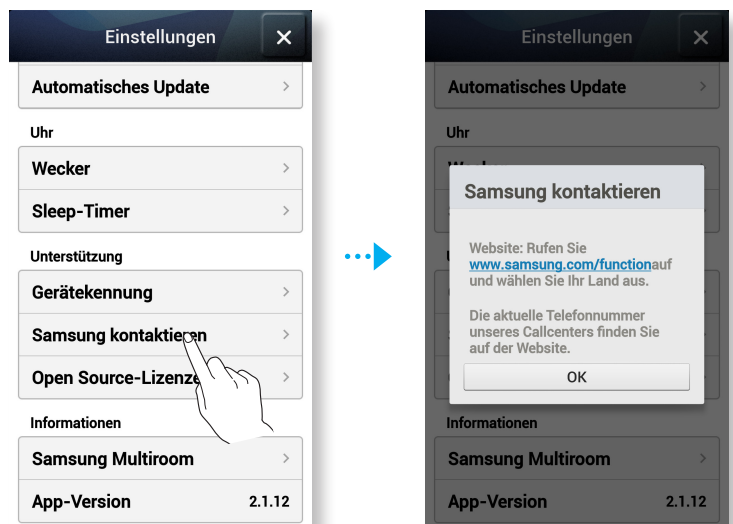 Einstellungen
Automatisches Update
Uhr
Wecker
Sleep-Timer
Unterstützung
Gerätekennung
Samsung kontaktieren
Open Source-Lizenze
Informationen
Samsung Multiroom
App-Version 2.1.12
Einstellungen
Automatisches Update
Uhr
Samsung kontaktieren
Website: Rufen Sie
www.samsung.com/functionauf
und wählen Sie Ihr Land aus.
Die aktuelle Telefonnummer
unseres Callcenters finden Sie
auf der Website.
OK
Informationen
Samsung Multiroom
App-Version 2.1.12